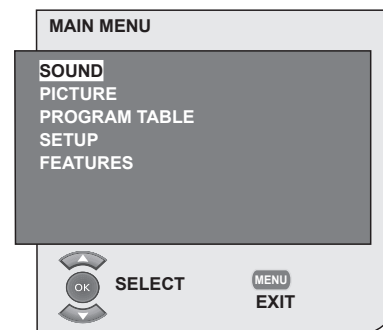 MAIN MENU
SOUND
PICTURE
PROGRAM TABLE
SETUP
FEATURES
OK SELECT MENU
EXIT